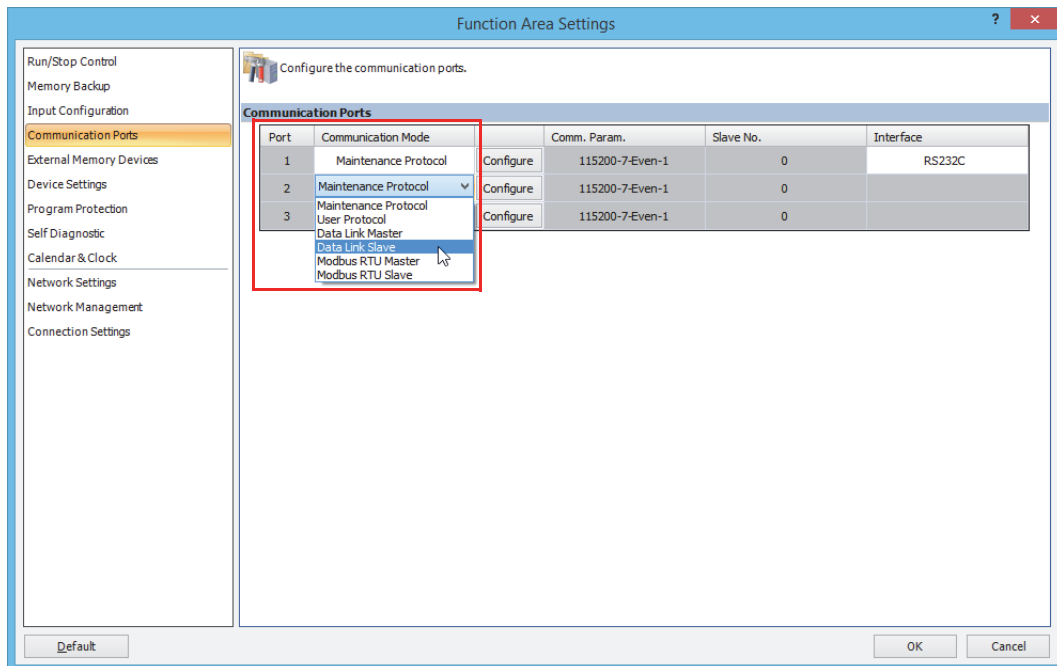 Function Area Settings
?
×
Run/Stop Control
Memory Backup
Input Configuration
Communication Ports
External Memory Devices
Device Settings
Program Protection
Self Diagnostic
Calendar & Clock
Network Settings
Network Management
Connection Settings
Configure the communication ports.
Communication Ports
Port Communication Mode Comm. Param. Slave No. Interface
1 Maintenance Protocol Configure 115200-7-Even-1 0 RS232C
2 Maintenance Protocol Configure 115200-7-Even-1 0
3 Configure 115200-7-Even-1 0
Maintenance Protocol
User Protocol
Data Link Master
Data Link Slave
Modbus RTU Master
Modbus RTU Slave
Default
OK Cancel